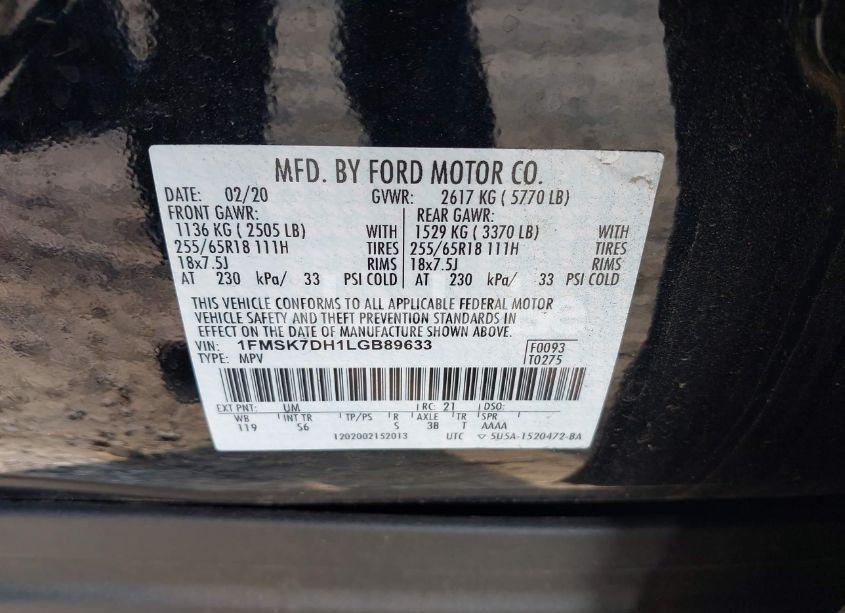 MFD. BY FORD MOTOR CO.
DATE: 02/20 GVWR: 2617 KG ( 5770 LB)
FRONT GAWR: REAR GAWR:
1136 KG ( 2505 LB) WITH 1529 KG ( 3370 LB) WITH
255/65R18 111H TIRES 255/65R18 111H TIRES
18x7.5J RIMS 18x7.5J RIMS
AT 230 kPa/ 33 PSI COLD AT 230 kPa/ 33 PSI COLD
THIS VEHICLE CONFORMS TO ALL APPLICABLE FEDERAL MOTOR
VEHICLE SAFETY AND THEFT PREVENTION STANDARDS IN
EFFECT ON THE DATE OF MANUFACTURE SHOWN ABOVE.
VIN: 1FMSK7DH1LGB89633 F0093
TYPE: MPV T0275
EXT PNT: UM RC: 21 DSO:
WB INT TR TP/PS R AXLE TR SPR
119 S6 S 3B T AAAA
1202002152013 UTC ▽ 5U5A-1520472-BA